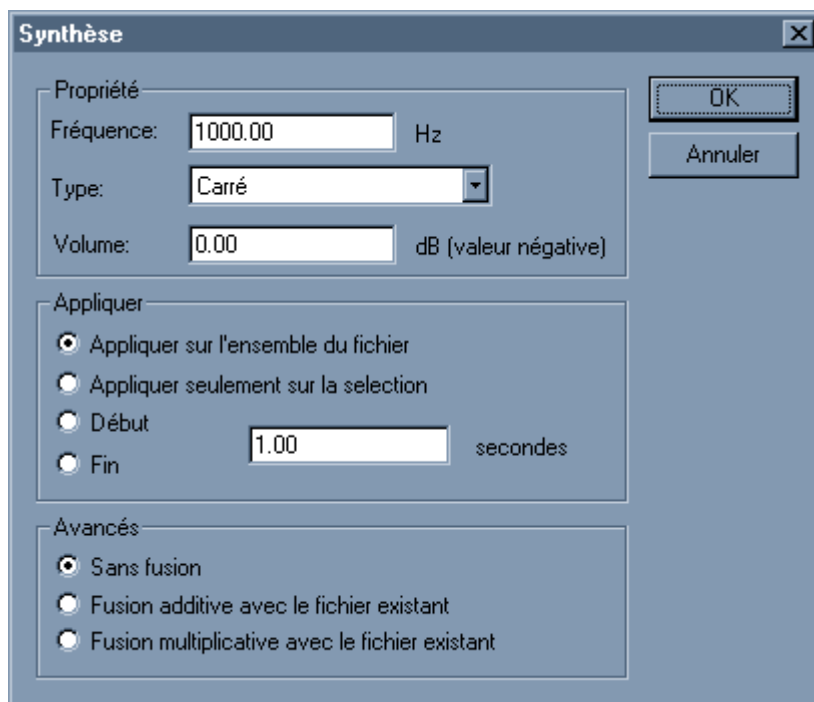 Synthèse
Propriété
Fréquence: 1000.00 Hz
Type: Carré
Volume: 0.00 dB (valeur négative)
OK
Annuler
Appliquer
Appliquer sur l'ensemble du fichier
Appliquer seulement sur la selection
Début
Fin
1.00 secondes
Avancés
Sans fusion
Fusion additive avec le fichier existant
Fusion multiplicative avec le fichier existant